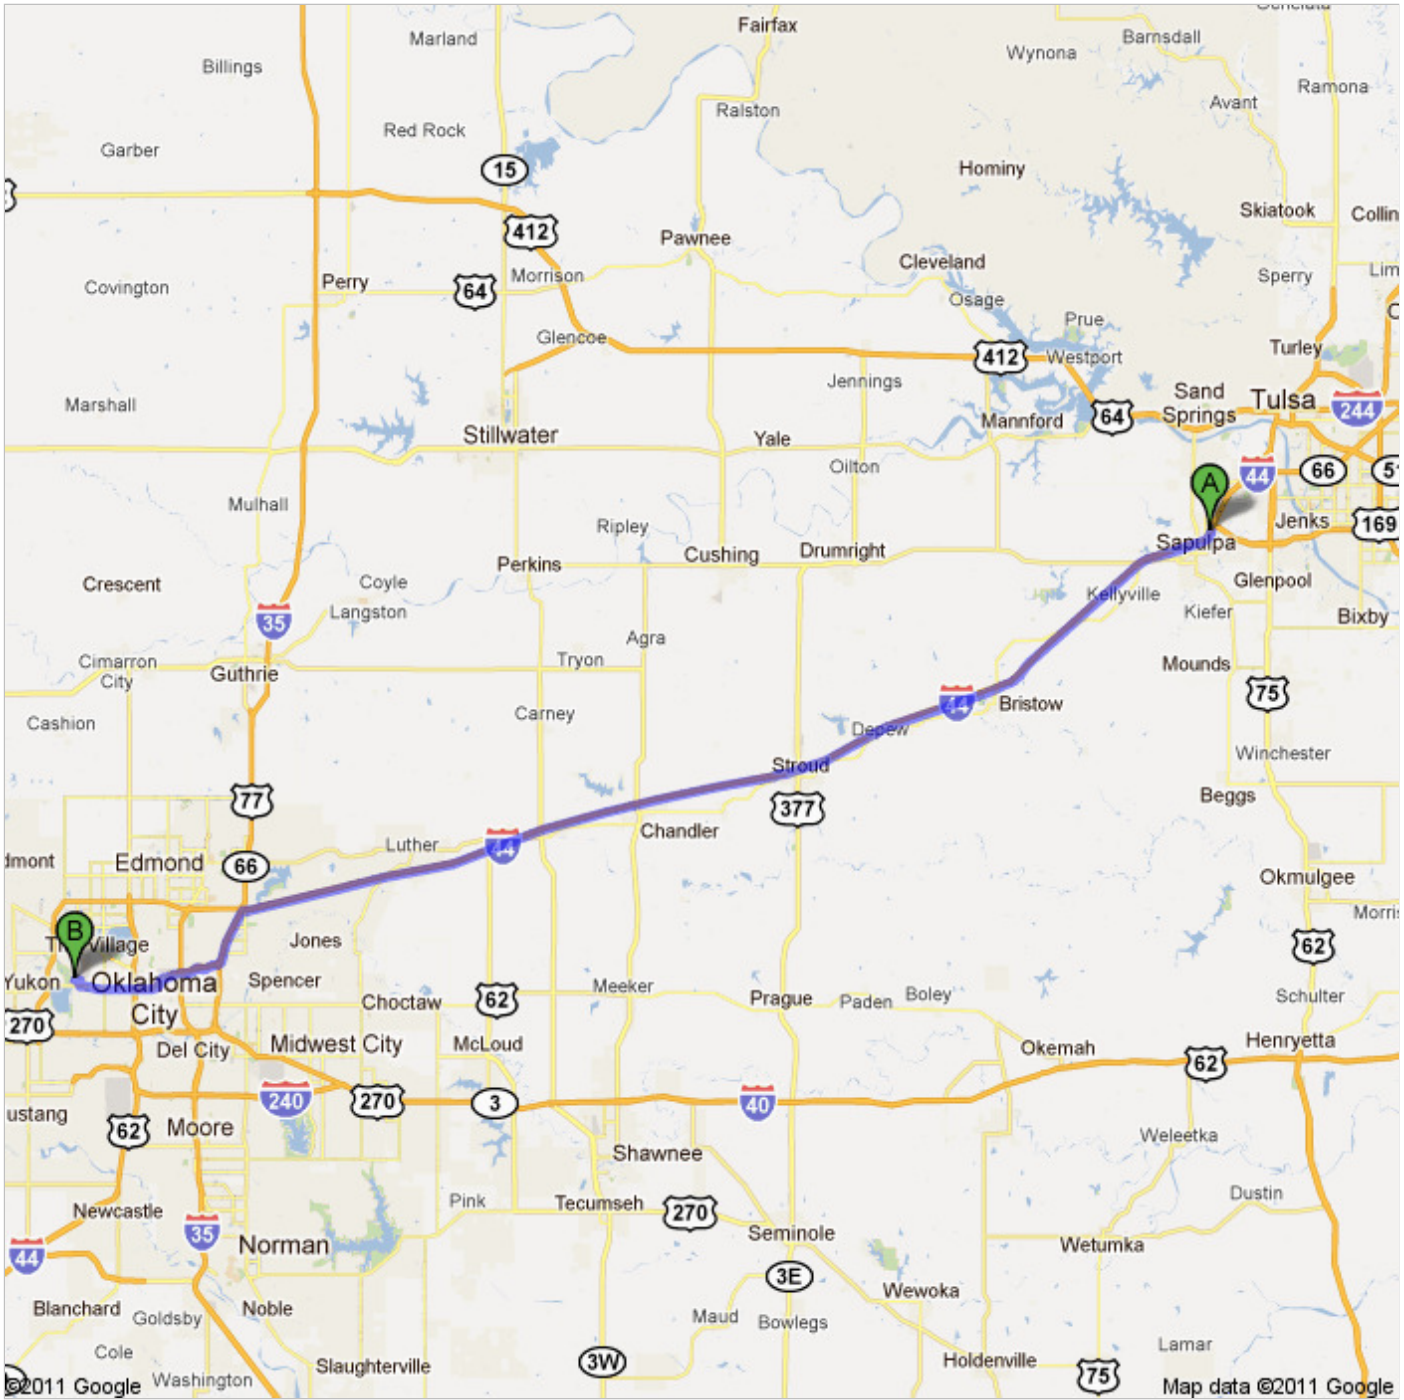 Fairfax
Marland
Barnsdall
Wynona
Billings
Ramona
Avant
Ralston
Red Rock
Garber
15
Hominy
Skiatook
Collin
412
Pawnee
Cleveland
Morrison
Sperry
Lim
Perry
Covington
64
Osage
Prue
Glencoe
Turley
412
Westport
Jennings
Sand
Springs
Tulsa
244
Marshall
64
Mannford
Stillwater
Yale
Oilton
44
66
51
A
Mulhall
Ripley
Jenks
169
Sapulpa
Cushing
Drumright
Perkins
Crescent
Coyle
Glenpool
Kellyville
Langston
Kiefer
35
Bixby
Agra
Cimarron
City
Tryon
Mounds
Guthrie
75
44
Bristow
Carney
Cashion
Depew
Winchester
Stroud
77
Beggs
377
Chandler
Luther
44
dmont
Edmond
66
Okmulgee
Morris
B
The Village
Jones
62
Yukon
Oklahoma
City
Spencer
Meeker
Boley
Schulter
Choctaw
62
Prague
Paden
270
Henryetta
Del City
Midwest City
McLoud
Okemah
62
240
270
3
40
ustang
62
Moore
Weleetka
Shawnee
Dustin
Pink
Tecumseh
Newcastle
270
35
Seminole
Norman
Wetumka
44
3E
Wewoka
Blanchard
Noble
Goldsby
Maud
Bowlegs
Lamar
Cole
3W
Holdenville
Slaughterville
75
Washington
©2011 Google
Map data ©2011 Google